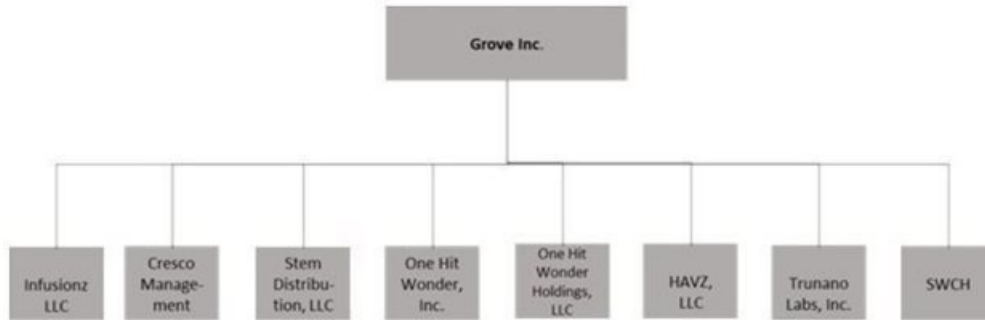 Grove Inc.
Infusionz
LLC
Cresco
Manage-
ment
Stem
Distribu-
tion, LLC
One Hit
Wonder,
Inc.
One Hit
Wonder
Holdings,
LLC
HAVZ,
LLC
Trunano
Labs, Inc.
SWCH